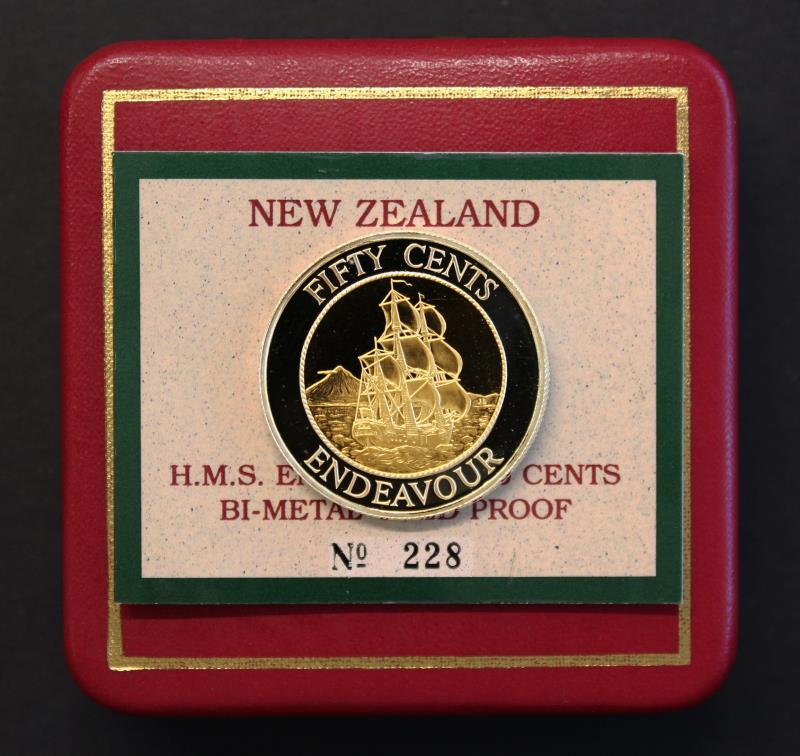 NEW ZEALAND
FIFTY CENTS
ENDEAVOUR
H.M.S. CENTS
BI-METAL PROOF
Nº 228